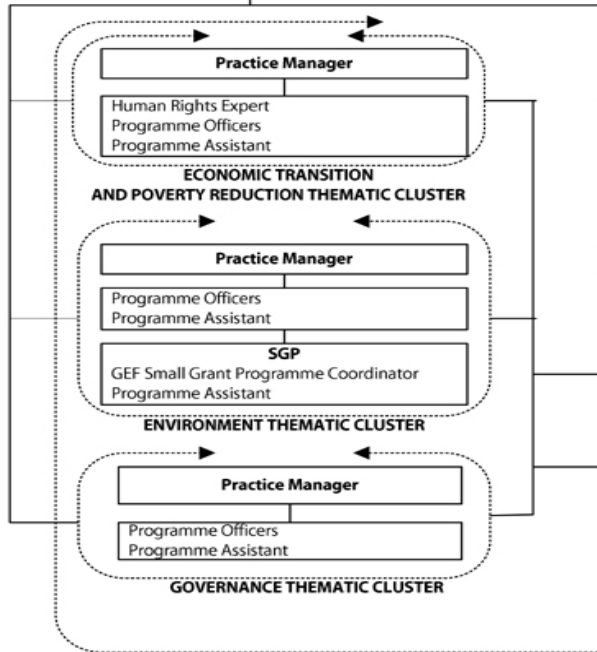 Practice Manager
Human Rights Expert
Programme Officers
Programme Assistant
ECONOMIC TRANSITION
AND POVERTY REDUCTION THEMATIC CLUSTER
Practice Manager
Programme Officers
Programme Assistant
SGP
GEF Small Grant Programme Coordinator
Programme Assistant
ENVIRONMENT THEMATIC CLUSTER
Practice Manager
Programme Officers
Programme Assistant
GOVERNANCE THEMATIC CLUSTER